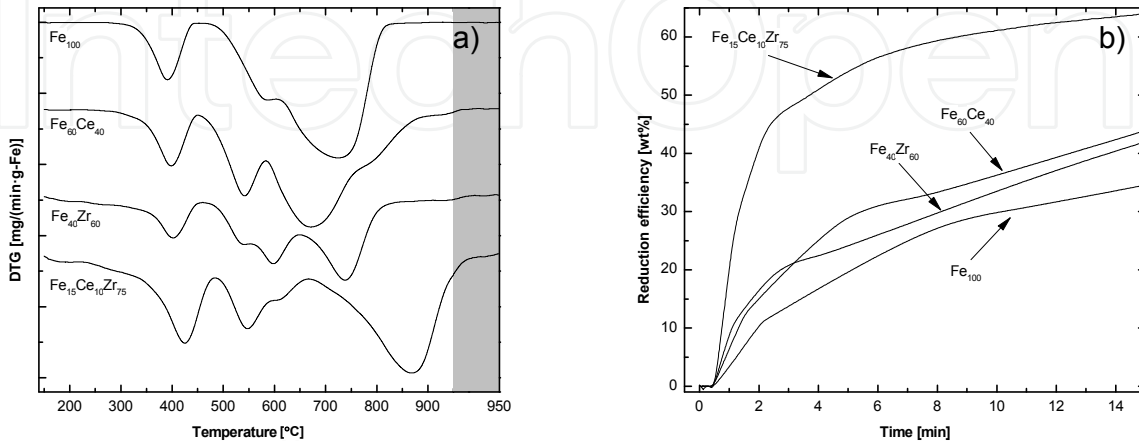 InTechOpen
a)
Fe100
Fe60Ce40
Fe40Zr60
Fe15Ce10Zr75
DTG [mg/(min·g-Fe)]
200 300 400 500 600 700 800 900 950
Temperature [°C]
b)
Fe15Ce10Zr75
Fe60Ce40
Fe40Zr60
Fe100
Reduction efficiency [wt%]
60
50
40
30
20
10
0
0 2 4 6 8 10 12 14
Time [min]